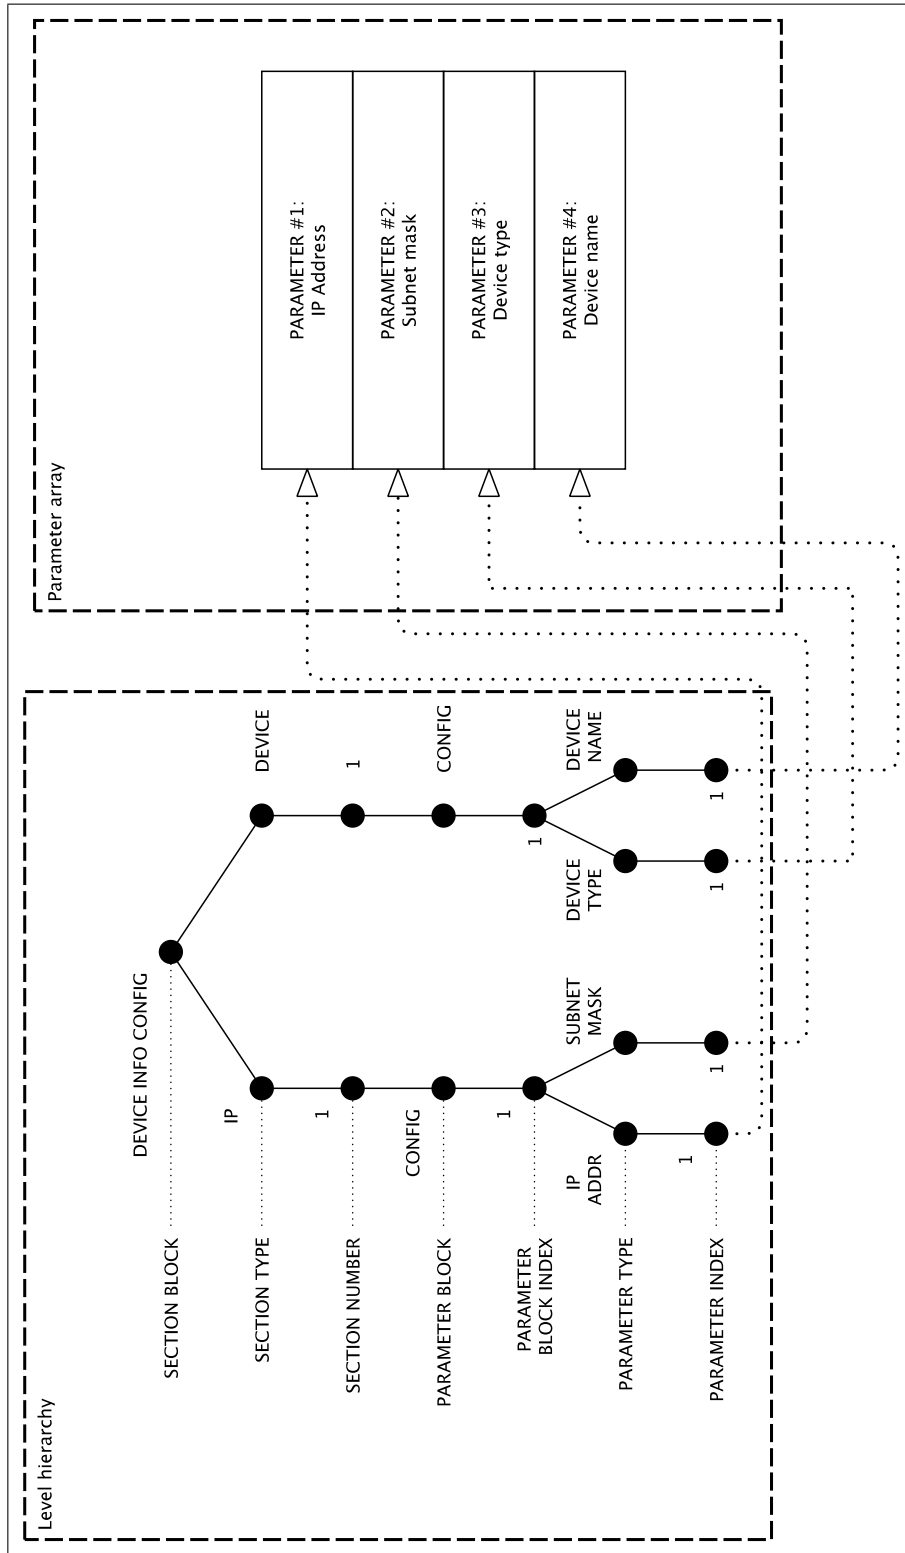 Level hierarchy
SECTION BLOCK
DEVICE INFO CONFIG
SECTION TYPE
IP
DEVICE
SECTION NUMBER
1
1
PARAMETER BLOCK
CONFIG
CONFIG
PARAMETER
BLOCK INDEX
1
1
PARAMETER TYPE
IP
ADDR
SUBNET
MASK
DEVICE
TYPE
DEVICE
NAME
PARAMETER INDEX
1
1
1
1
Parameter array
PARAMETER #1:
IP Address
PARAMETER #2:
Subnet mask
PARAMETER #3:
Device type
PARAMETER #4:
Device name